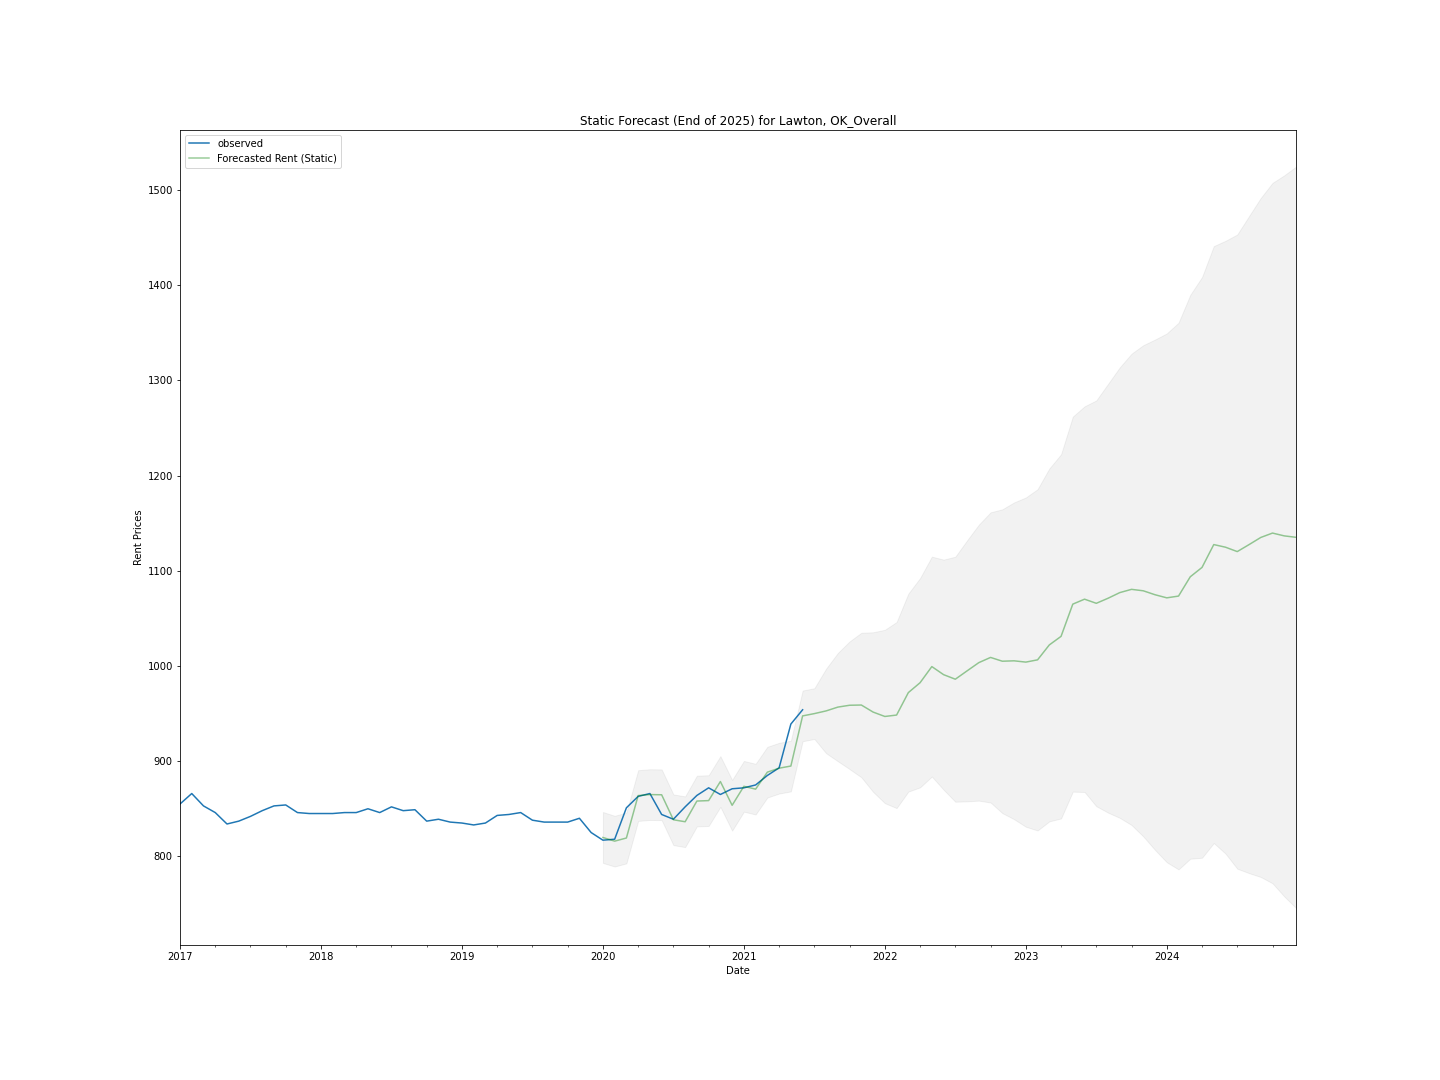 Static Forecast (End of 2025) for Lawton, OK_Overall
observed
Forecasted Rent (Static)
1500
1400
1300
1200
1100
1000
900
800
Rent Prices
2017 2018 2019 2020 2021 2022 2023 2024
Date